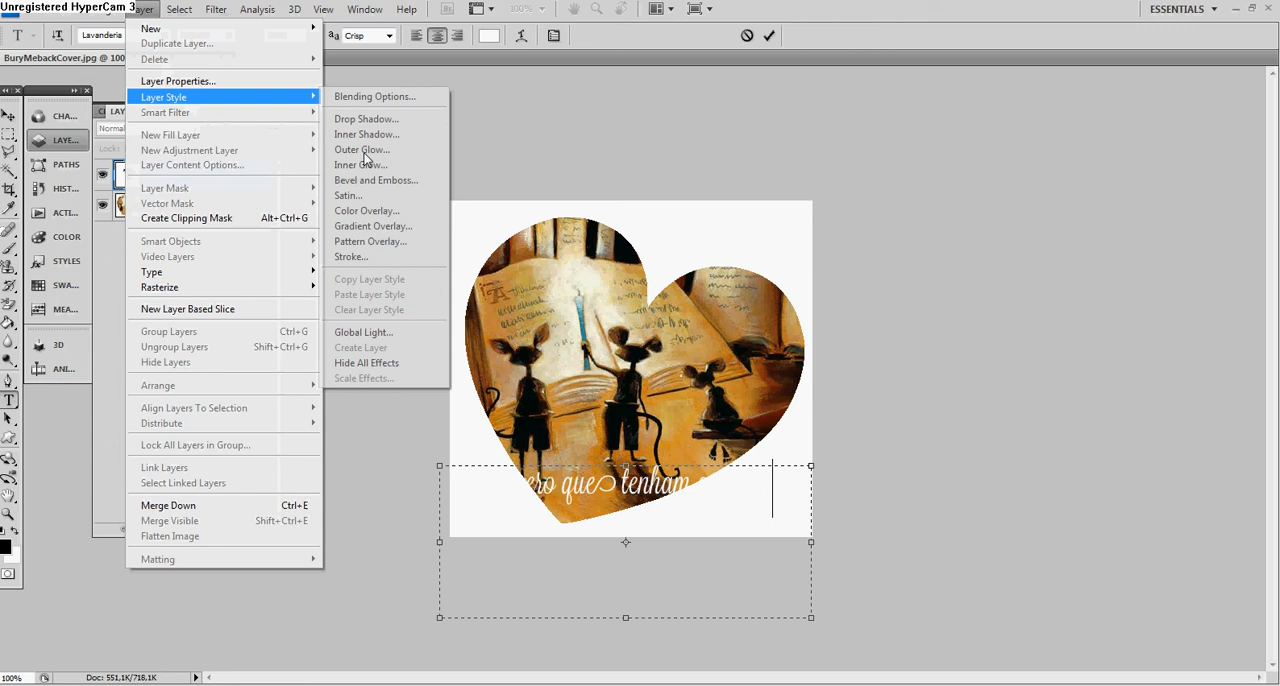 Unregistered HyperCam 3
Layer Select Filter Analysis 3D View Window Help 100% ESSENTIALS
Lavanderia Crisp
BuryMebackCover.jpg @ 100
New
Duplicate Layer...
Delete
Layer Properties...
Layer Style
Smart Filter
New Fill Layer
New Adjustment Layer
Layer Content Options...
Layer Mask
Vector Mask
Create Clipping Mask Alt+Ctrl+G
Smart Objects
Video Layers
Type
Rasterize
New Layer Based Slice
Group Layers Ctrl+G
Ungroup Layers Shift+Ctrl+G
Hide Layers
Arrange
Align Layers To Selection
Distribute
Lock All Layers in Group...
Link Layers
Select Linked Layers
Merge Down Ctrl+E
Merge Visible Shift+Ctrl+E
Flatten Image
Matting
Blending Options...
Drop Shadow...
Inner Shadow...
Outer Glow...
Inner Glow...
Bevel and Emboss...
Satin...
Color Overlay...
Gradient Overlay...
Pattern Overlay...
Stroke...
Copy Layer Style
Paste Layer Style
Clear Layer Style
Global Light...
Create Layer
Hide All Effects
Scale Effects...
CHA...
LAYE...
PATHS
HIST...
ACTI...
COLOR
STYLES
SWA...
MEA...
3D
ANI...
LAY
Normal
Lock:
ero que tenham
100% Doc: 551,1K/718,1K